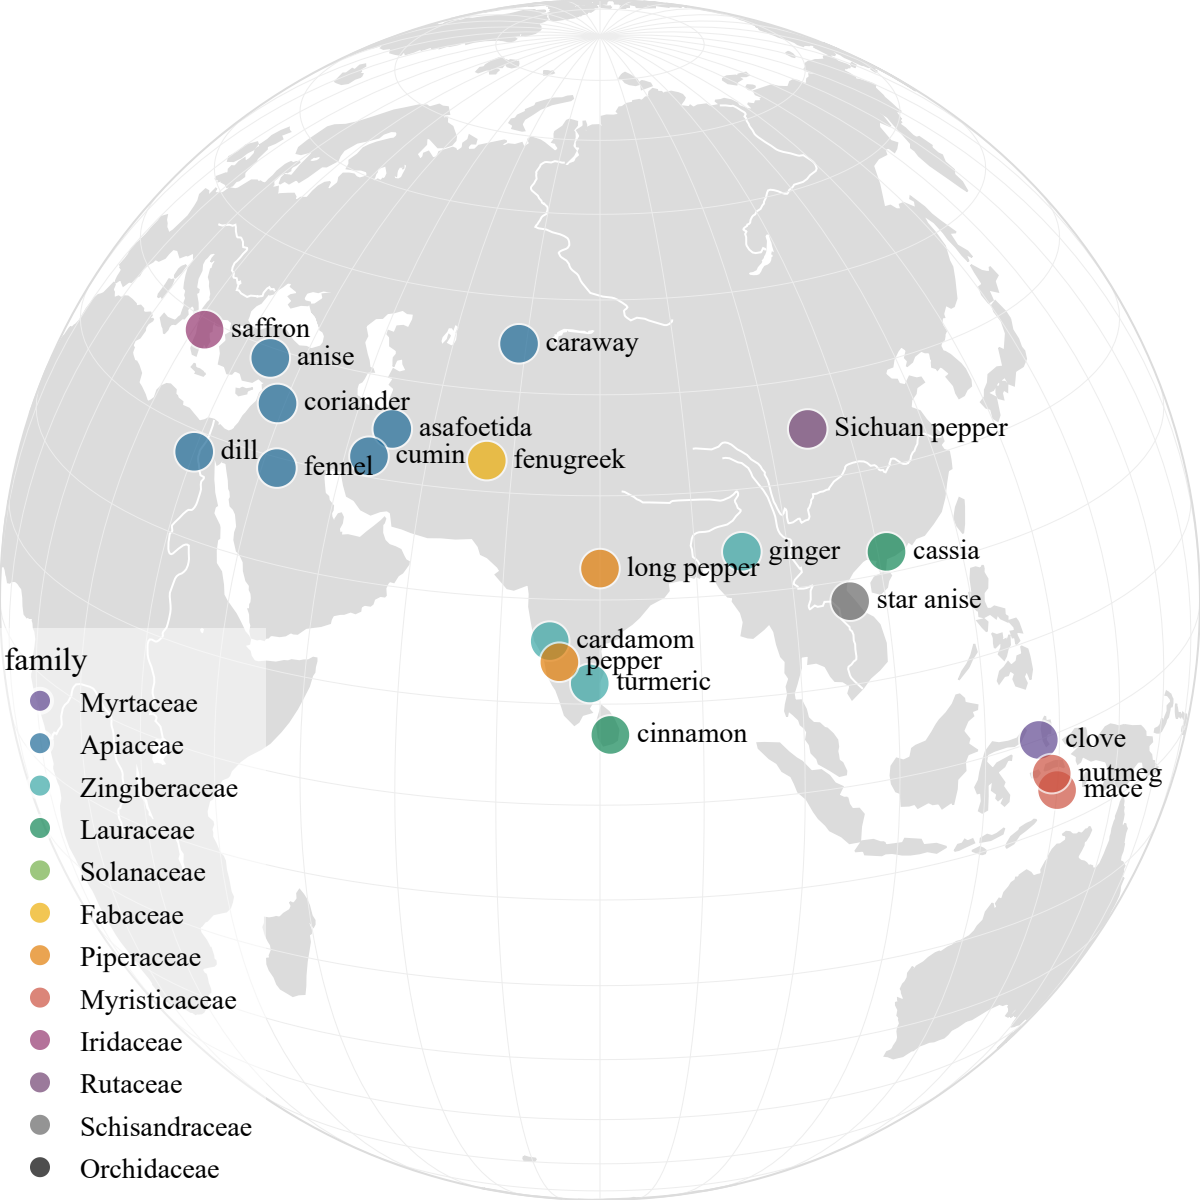 saffron
caraway
anise
coriander
asafoetida
Sichuan pepper
dill
cumin
fenugreek
fennel
ginger
cassia
long pepper
star anise
cardamom
pepper
turmeric
cinnamon
clove
nutmeg
mace
family
Myrtaceae
Apiaceae
Zingiberaceae
Lauraceae
Solanaceae
Fabaceae
Piperaceae
Myristicaceae
Iridaceae
Rutaceae
Schisandraceae
Orchidaceae